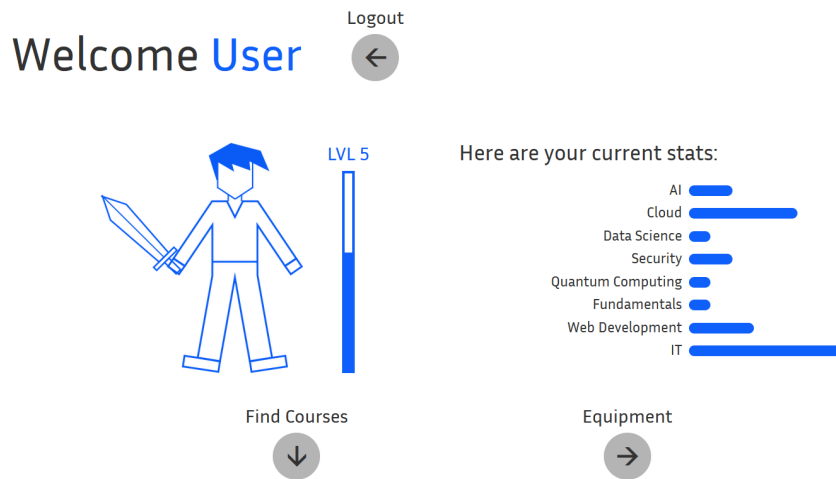 Logout
Welcome User
LVL 5
Here are your current stats:
AI
Cloud
Data Science
Security
Quantum Computing
Fundamentals
Web Development
IT
Find Courses
Equipment